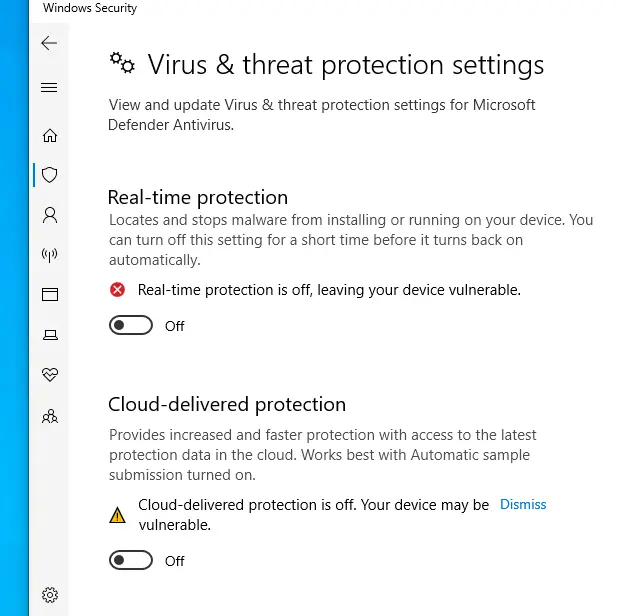 Windows Security
Virus & threat protection settings
View and update Virus & threat protection settings for Microsoft
Defender Antivirus.
Real-time protection
Locates and stops malware from installing or running on your device. You
can turn off this setting for a short time before it turns back on
automatically.
Real-time protection is off, leaving your device vulnerable.
Off
Cloud-delivered protection
Provides increased and faster protection with access to the latest
protection data in the cloud. Works best with Automatic sample
submission turned on.
Cloud-delivered protection is off. Your device may be Dismiss
vulnerable.
Off